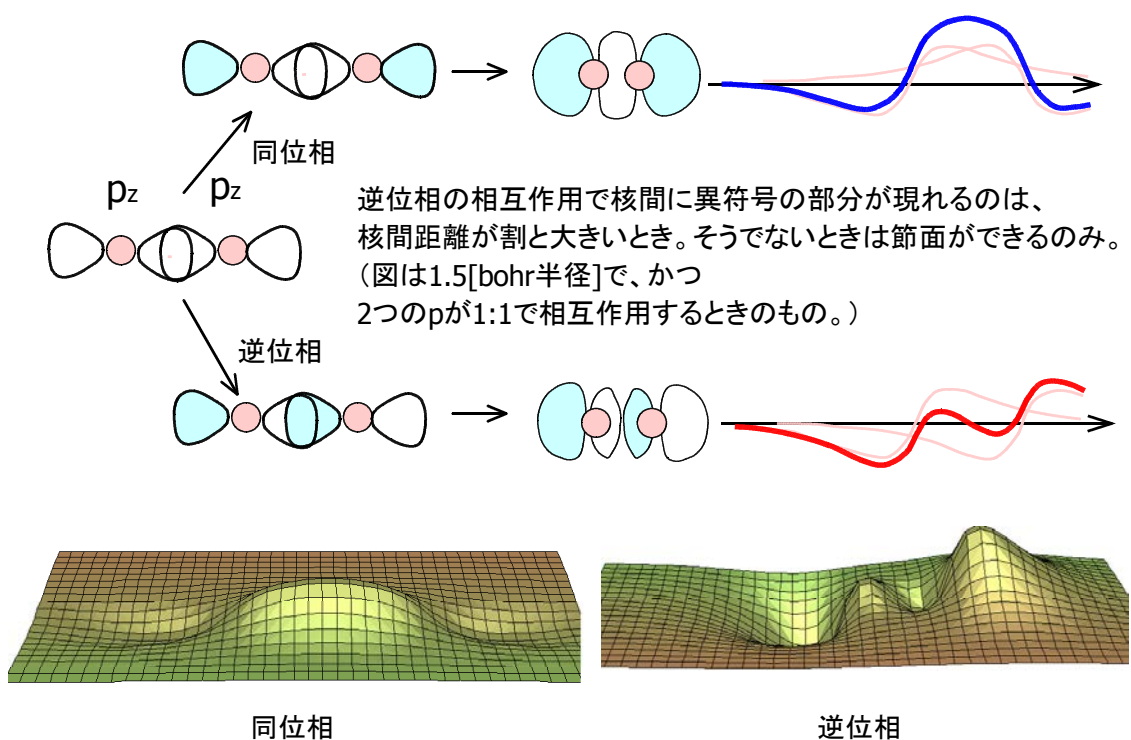 同位相
pz pz
逆位相の相互作用で核間に異符号の部分が現れるのは、
核間距離が割と大きいとき。そうでないときは節面ができるのみ。
（図は1.5[bohr半径]で、かつ
2つのpが1:1で相互作用するときのもの。）
逆位相
同位相
逆位相